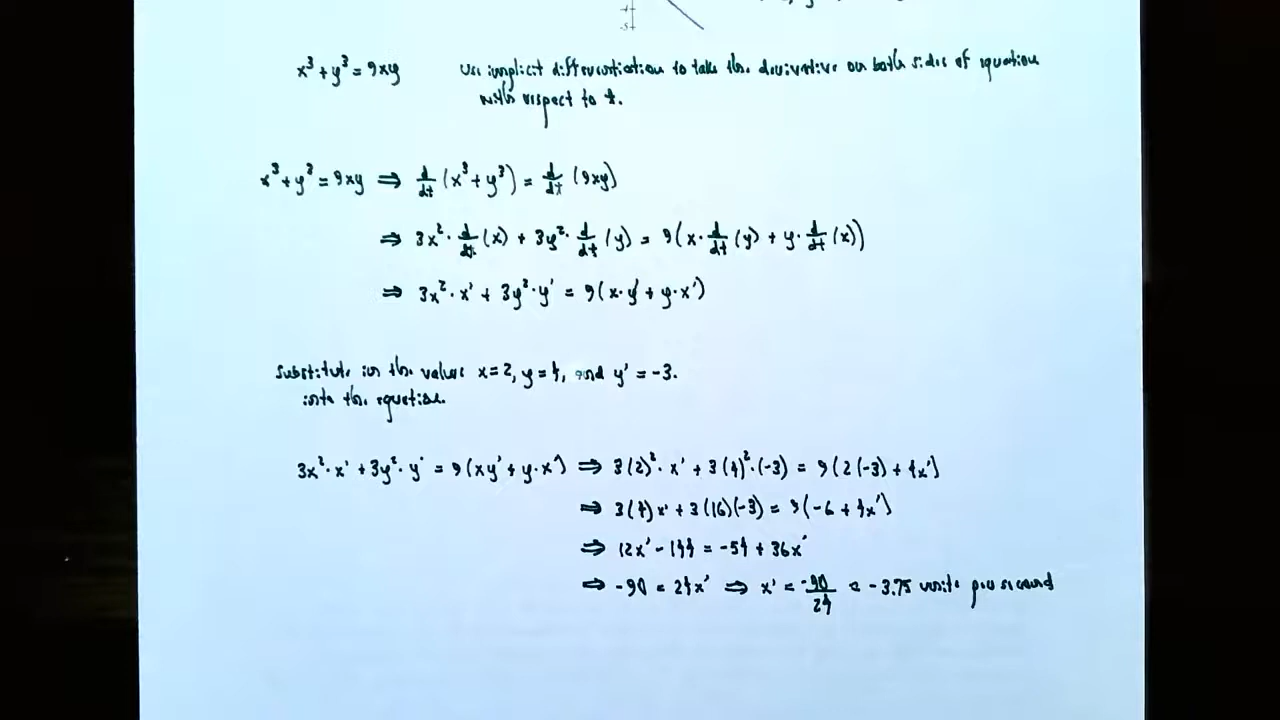 -4
-5
x³ + y³ = 9xy Use implicit differentiation to take the derivative on both sides of equation
with respect to t.
x³ + y³ = 9xy ⇒ d/dt (x³ + y³) = d/dt (9xy)
⇒ 3x² · d/dt (x) + 3y² · d/dt (y) = 9(x · d/dt (y) + y · d/dt (x))
⇒ 3x² · x' + 3y² · y' = 9(x · y' + y · x')
Substitute in the values x = 2, y = 4, and y' = -3.
into the equation.
3x² · x' + 3y² · y' = 9(xy' + y · x') ⇒ 3(2)² · x' + 3(4)² · (-3) = 9(2(-3) + 4x')
⇒ 3(4)x' + 3(16)(-3) = 9(-6 + 4x')
⇒ 12x' - 144 = -54 + 36x'
⇒ -90 = 24x' ⇒ x' = -90/24 = -3.75 units per second